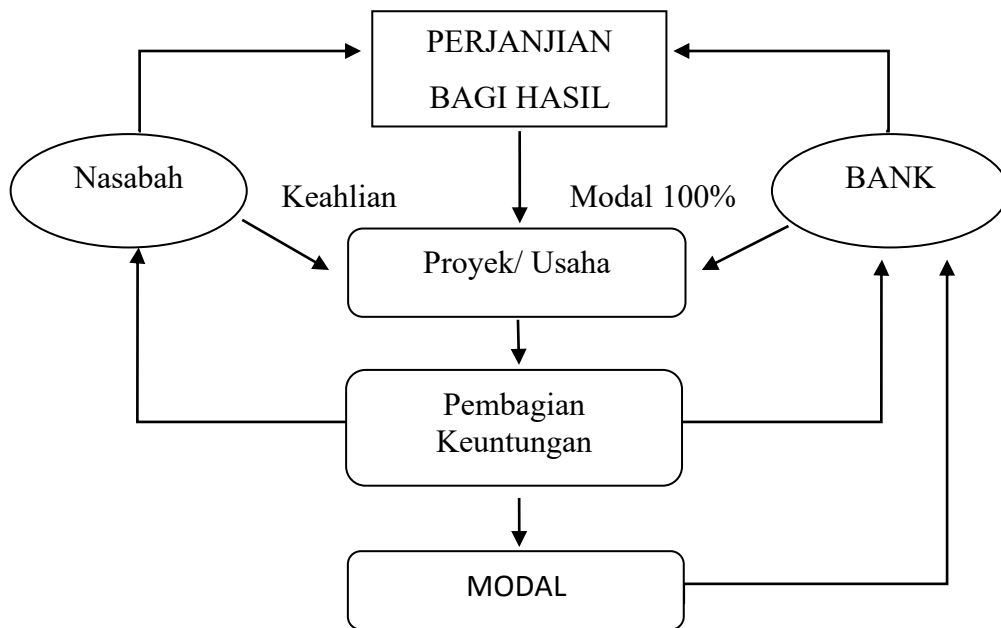 PERJANJIAN
BAGI HASIL
Nasabah
BANK
Keahlian
Modal 100%
Proyek/ Usaha
Pembagian
Keuntungan
MODAL